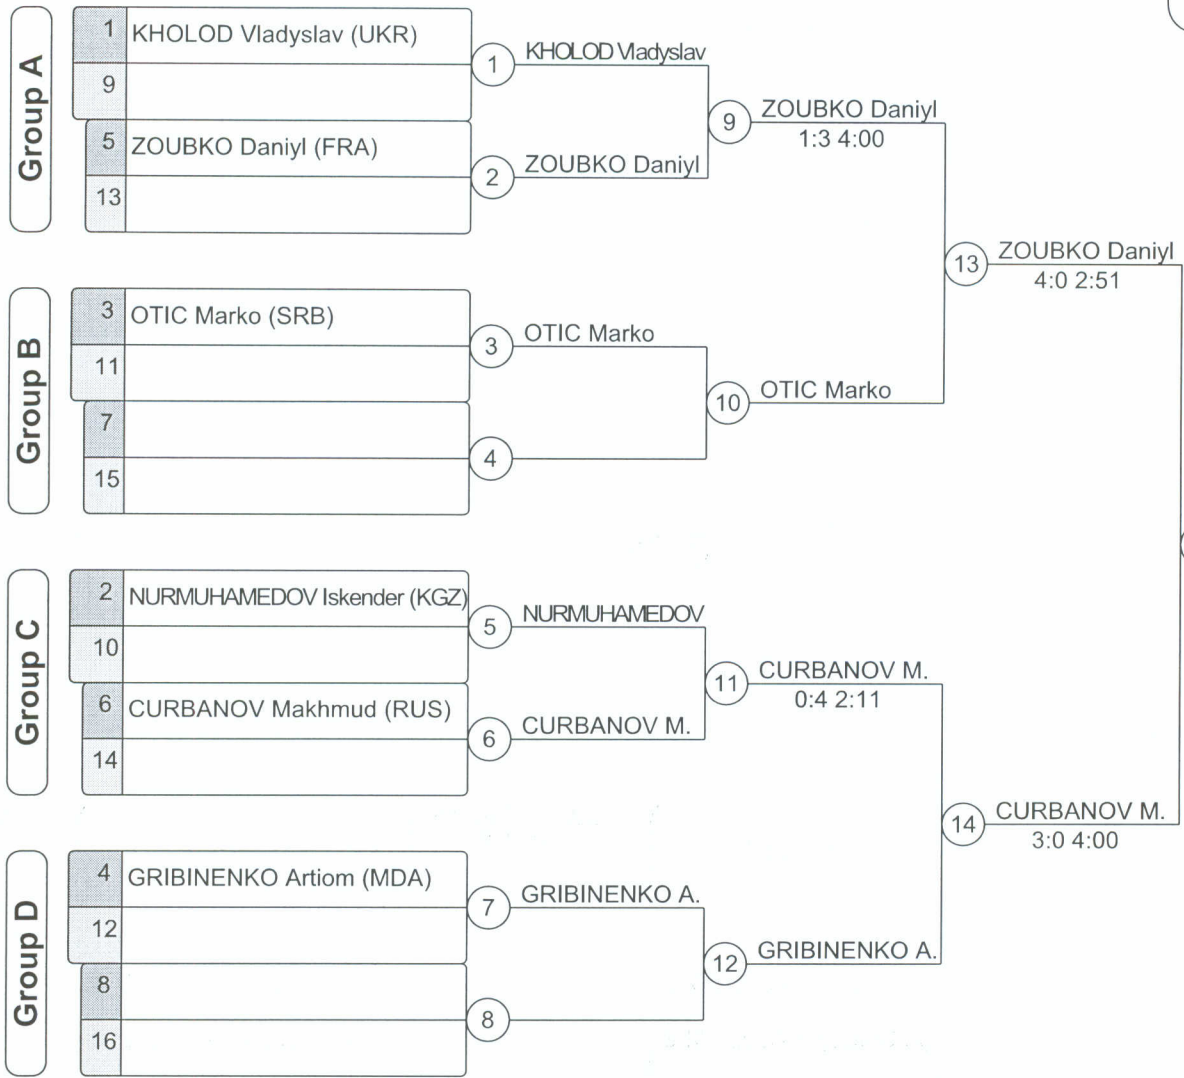 Group A
1 KHOLOD Vladyslav (UKR)
9
5 ZOUBKO Daniyl (FRA)
13
1 KHOLOD Vladyslav
2 ZOUBKO Daniyl
9 ZOUBKO Daniyl
1:3 4:00
Group B
3 OTIC Marko (SRB)
11
7
15
3 OTIC Marko
4
10 OTIC Marko
13 ZOUBKO Daniyl
4:0 2:51
Group C
2 NURMUHAMEDOV Iskender (KGZ)
10
6 CURBANOV Makhmud (RUS)
14
5 NURMUHAMEDOV
6 CURBANOV M.
11 CURBANOV M.
0:4 2:11
Group D
4 GRIBINENKO Artiom (MDA)
12
8
16
7 GRIBINENKO A.
8
12 GRIBINENKO A.
14 CURBANOV M.
3:0 4:00